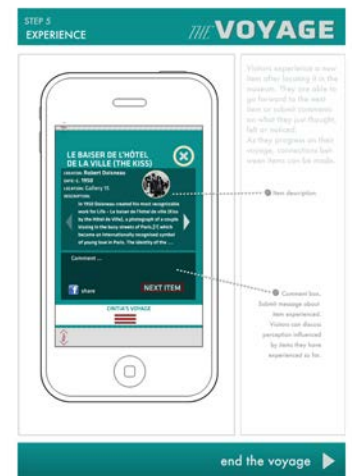 STEP 5
EXPERIENCE
THE VOYAGE
Visitors experience a new
item after locating it in the
museum. They are able to
go forward to the next
item or submit comments
on what they just thought,
felt or noticed.
As they progress on their
voyage, connections bet-
ween items can be made.
LE BAISER DE L'HÔTEL
DE LA VILLE (THE KISS)
LOCATION: Robert Doisneau
DATE: c. 1950
LOCATION: Gallery 15
DESCRIPTION:
In 1950 Doisneau created his most recognizable
work for Life - Le baiser de l'hôtel de ville (Kiss
by the Hôtel de Ville), a photograph of a couple
kissing in the busy streets of Paris.[1] which
became an internationally recognised symbol
of young love in Paris. The identity of the ...
Item description
Comment ...
share
NEXT ITEM
VOYAGE
Comment box.
Submit message about
item experienced.
Visitors can discuss
perception influenced
by items they have
experienced so far.
end the voyage